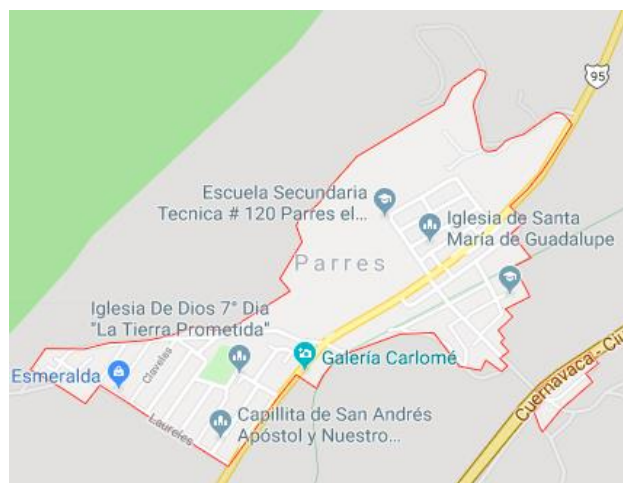 95
Escuela Secundaria
Tecnica # 120 Parres el...
Iglesia de Santa
María de Guadalupe
Parres
Iglesia De Dios 7° Dia
"La Tierra Prometida"
Galería Carlomé
Esmeralda
Claveles
Laureles
Capillita de San Andrés
Apóstol y Nuestro...
Cuernavaca - Ciu